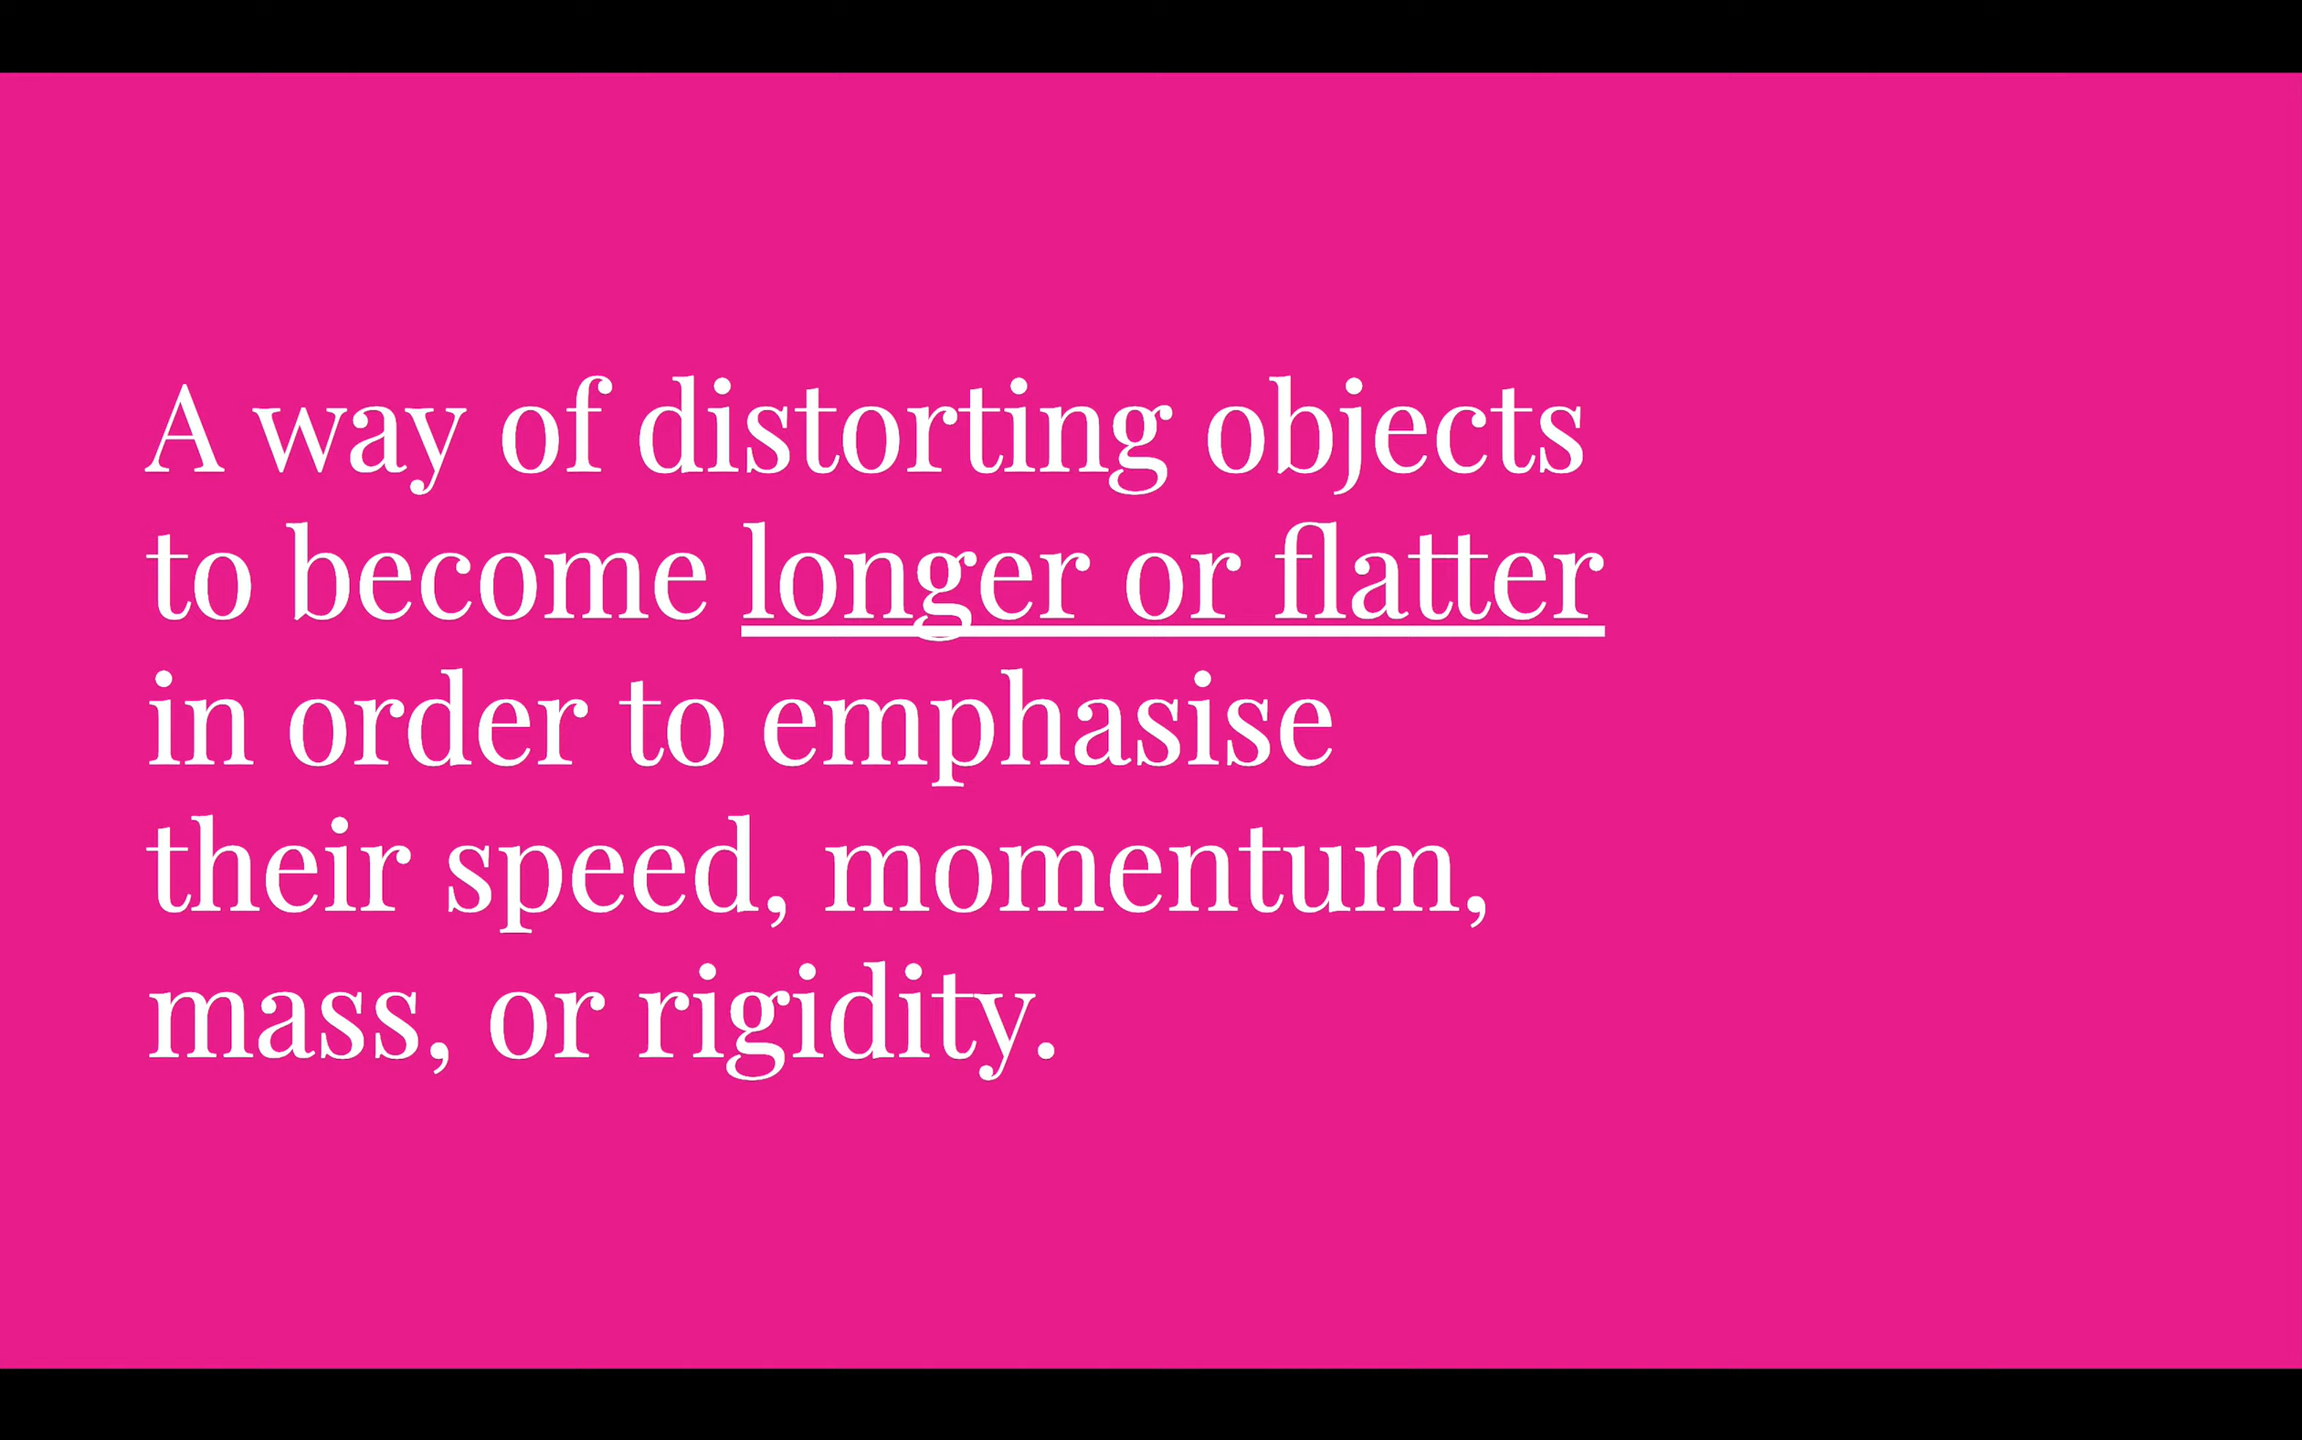 A way of distorting objects
to become longer or flatter
in order to emphasise
their speed, momentum,
mass, or rigidity.